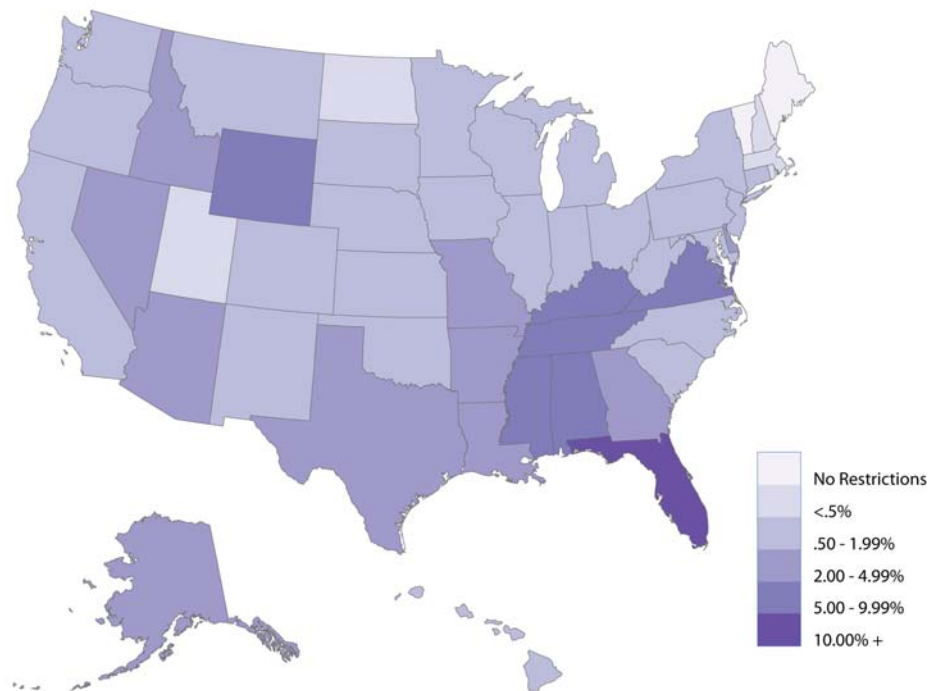 No Restrictions
<.5%
.50 - 1.99%
2.00 - 4.99%
5.00 - 9.99%
10.00% +